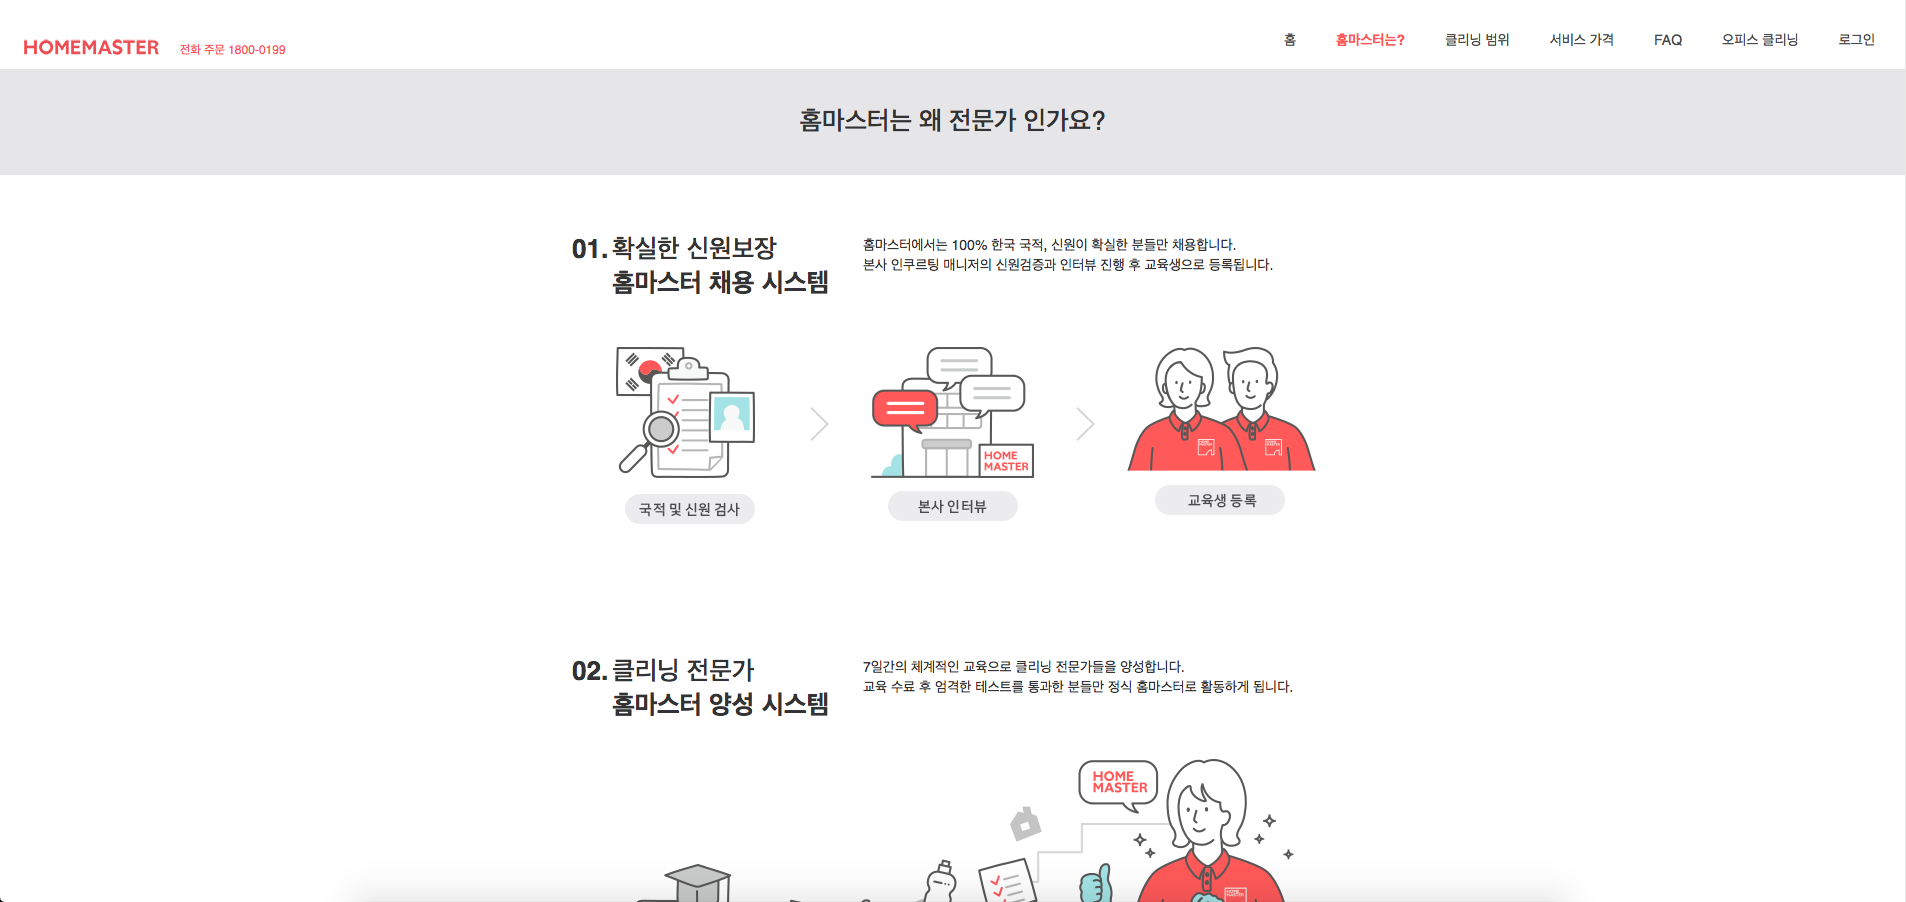 HOMEMASTER 전화 주문 1800-0199
홈 홈마스터는? 클리닝 범위 서비스 가격 FAQ 오피스 클리닝 로그인
홈마스터는 왜 전문가 인가요?
01. 확실한 신원보장
홈마스터 채용 시스템
홈마스터에서는 100% 한국 국적, 신원이 확실한 분들만 채용합니다.
본사 인쿠르팅 매니저의 신원검증과 인터뷰 진행 후 교육생으로 등록됩니다.
HOME
MASTER
HOME
MASTER
HOME
MASTER
국적 및 신원 검사
본사 인터뷰
교육생 등록
02. 클리닝 전문가
홈마스터 양성 시스템
7일간의 체계적인 교육으로 클리닝 전문가들을 양성합니다.
교육 수료 후 엄격한 테스트를 통과한 분들만 정식 홈마스터로 활동하게 됩니다.
HOME
MASTER
HOME
MASTER